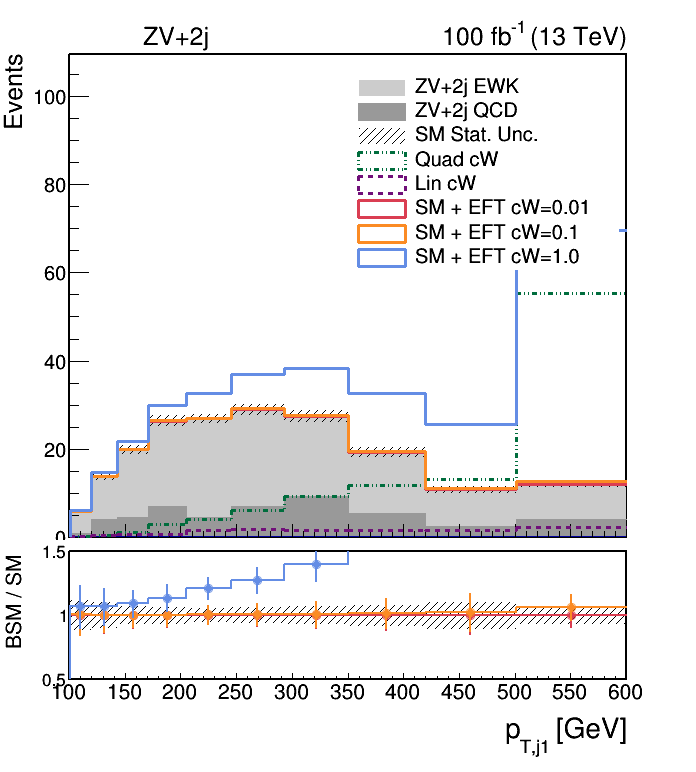 ZV+2j 100 fb-1 (13 TeV)
Events
100
80
60
40
20
0
ZV+2j EWK
ZV+2j QCD
SM Stat. Unc.
Quad cW
Lin cW
SM + EFT cW=0.01
SM + EFT cW=0.1
SM + EFT cW=1.0
BSM / SM
1.5
1
0.5
100 150 200 250 300 350 400 450 500 550 600
pT,j1 [GeV]